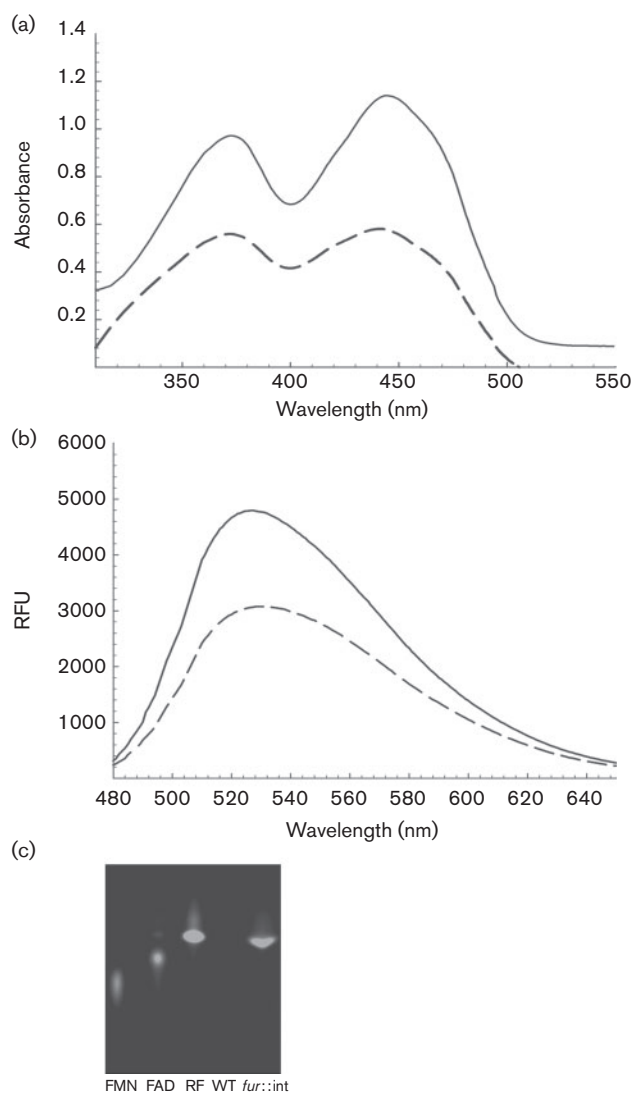 (a)
1.4
1.2
1.0
0.8
0.6
0.4
0.2
Absorbance
350 400 450 500 550
Wavelength (nm)
(b)
6000
5000
4000
3000
2000
1000
RFU
480 500 520 540 560 580 600 620 640
Wavelength (nm)
(c)
FMN FAD RF WT fur::int